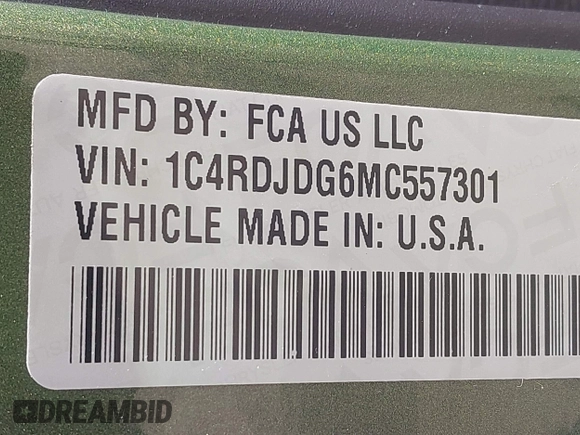 MFD BY: FCA US LLC
VIN: 1C4RDJDG6MC557301
VEHICLE MADE IN: U.S.A.
DREAMBID